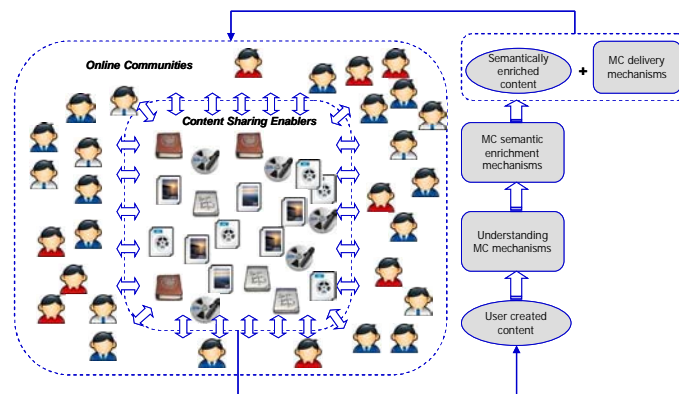 Online Communities
Content Sharing Enablers
Semantically
enriched
content
+
MC delivery
mechanisms
MC semantic
enrichment
mechanisms
Understanding
MC mechanisms
User created
content